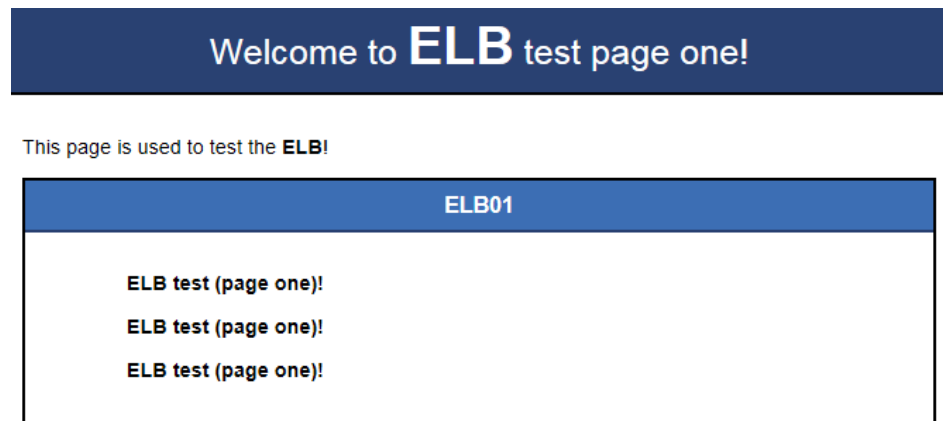 Welcome to ELB test page one!
This page is used to test the ELB!
ELB01
ELB test (page one)!
ELB test (page one)!
ELB test (page one)!